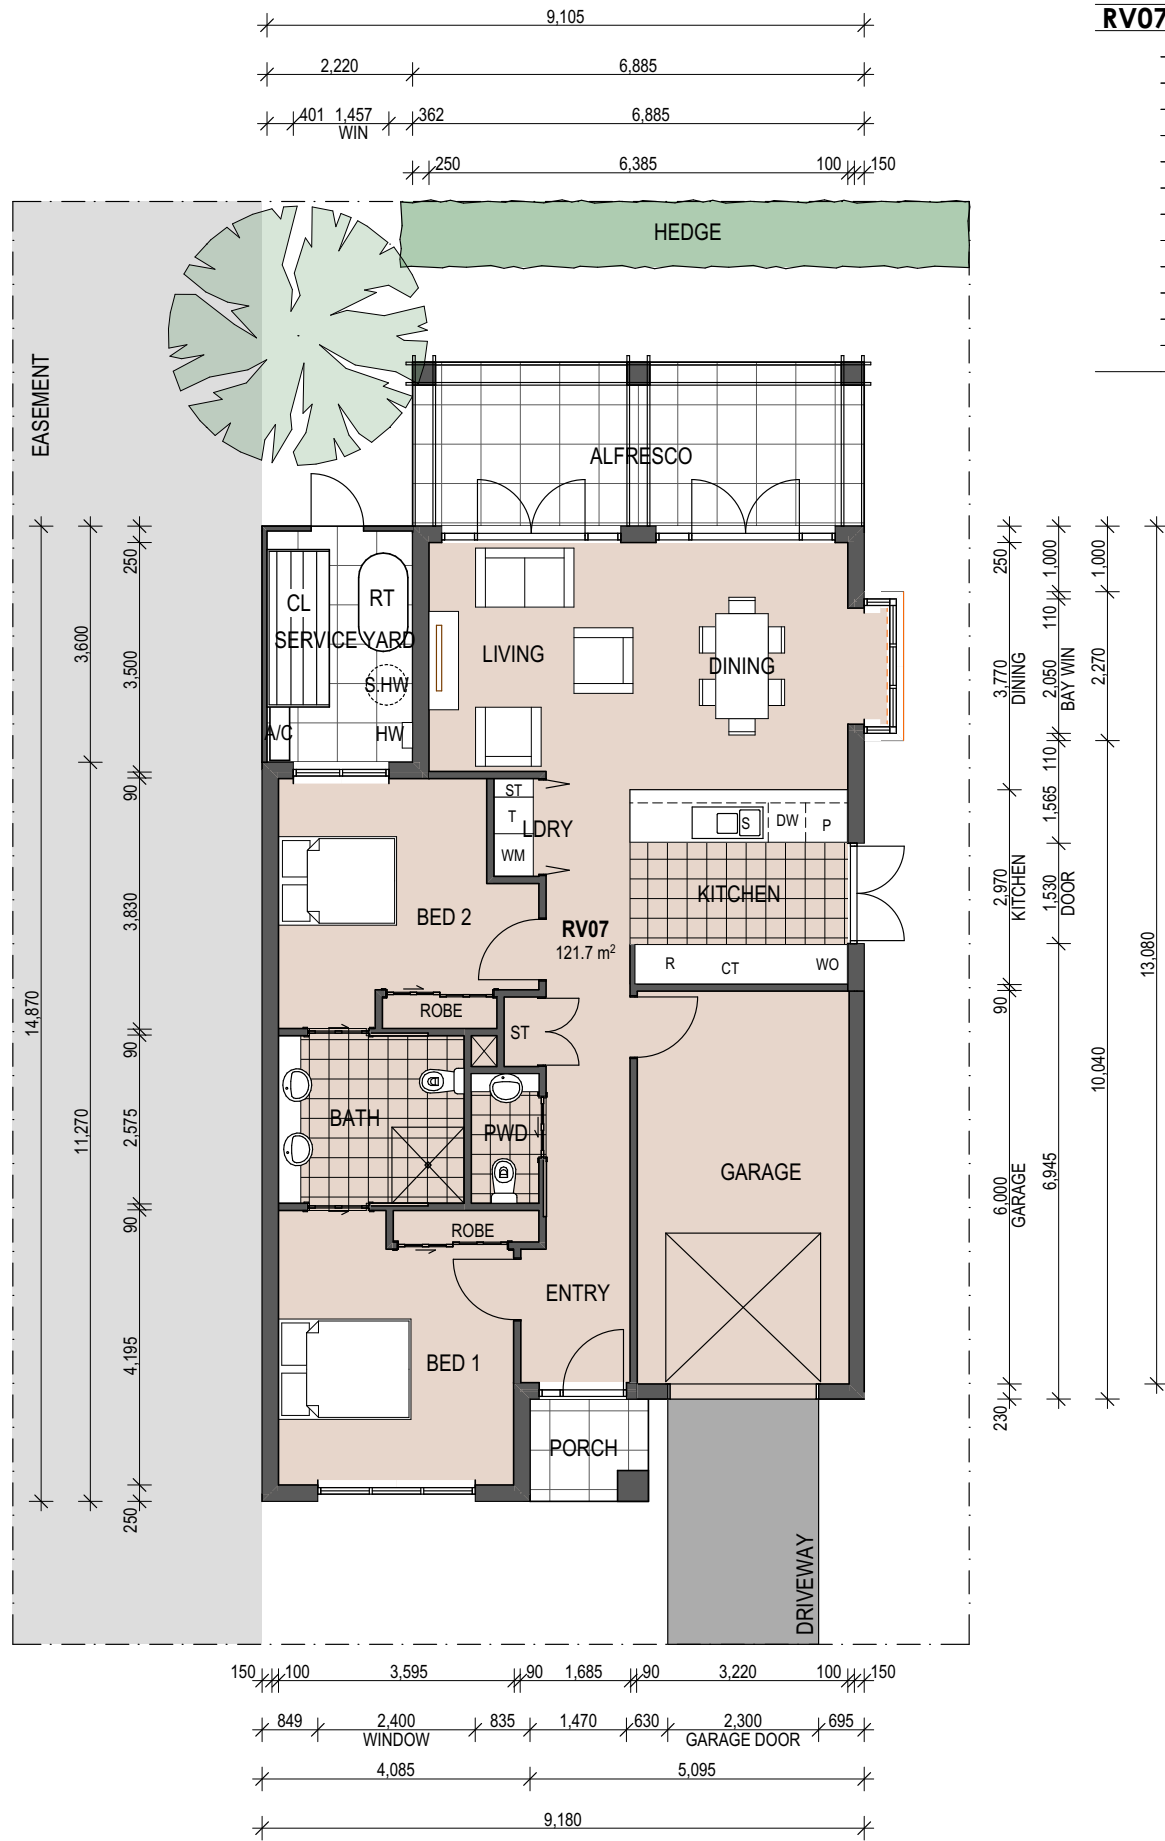 9,105
RV07
2,220 6,885
401 1,457 362 6,885
WIN
250 6,385 100 150
HEDGE
EASEMENT
ALFRESCO
CL
RT
SERVICE YARD
S.HW
A/C
HW
LIVING
DINING
ST
T
LDRY
WM
S
DW
P
KITCHEN
BED 2
RV07
121.7 m²
R
CT
WO
ROBE
ST
BATH
PWD
GARAGE
ROBE
ENTRY
BED 1
PORCH
DRIVEWAY
14,870
3,600
11,270
250
3,500
90
3,830
90
2,575
90
4,195
250
250
3,770
DINING
2,970
KITCHEN
90
6.000
GARAGE
230
1,000
110
2,050
BAY WIN
110
1,565
1,530
DOOR
6,945
1,000
2,270
10,040
13,080
150 100 3,595 90 1,685 90 3,220 100 150
849 2,400 835 1,470 630 2,300 695
WINDOW GARAGE DOOR
4,085 5,095
9,180